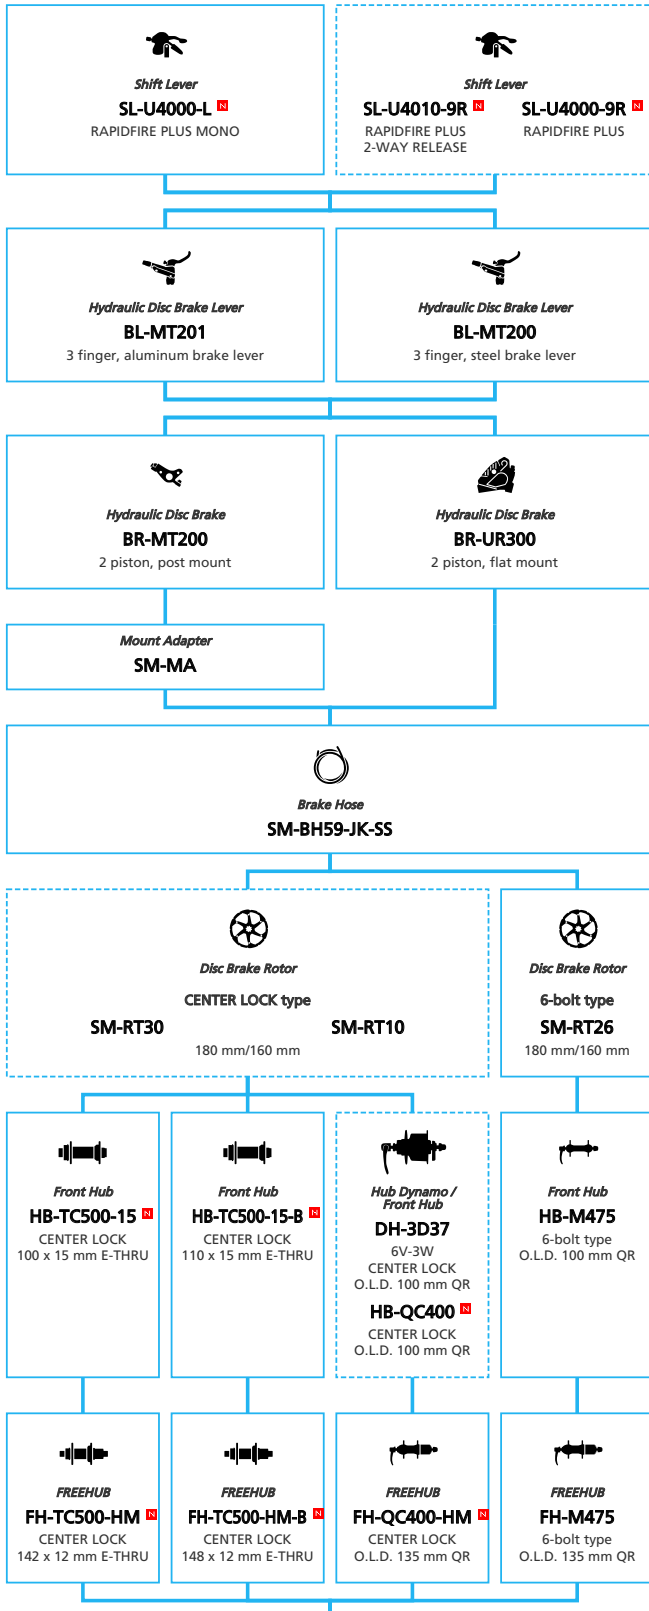 Shift Lever
SL-U4000-L N
RAPIDFIRE PLUS MONO
Shift Lever
SL-U4010-9R N
RAPIDFIRE PLUS
2-WAY RELEASE
SL-U4000-9R N
RAPIDFIRE PLUS
Hydraulic Disc Brake Lever
BL-MT201
3 finger, aluminum brake lever
Hydraulic Disc Brake Lever
BL-MT200
3 finger, steel brake lever
Hydraulic Disc Brake
BR-MT200
2 piston, post mount
Hydraulic Disc Brake
BR-UR300
2 piston, flat mount
Mount Adapter
SM-MA
Brake Hose
SM-BH59-JK-SS
Disc Brake Rotor
CENTER LOCK type
SM-RT30 SM-RT10
180 mm/160 mm
Disc Brake Rotor
6-bolt type
SM-RT26
180 mm/160 mm
Front Hub
HB-TC500-15 N
CENTER LOCK
100 x 15 mm E-THRU
Front Hub
HB-TC500-15-B N
CENTER LOCK
110 x 15 mm E-THRU
Hub Dynamo /
Front Hub
DH-3D37
6V-3W
CENTER LOCK
O.L.D. 100 mm QR
HB-QC400 N
CENTER LOCK
O.L.D. 100 mm QR
Front Hub
HB-M475
6-bolt type
O.L.D. 100 mm QR
FREEHUB
FH-TC500-HM N
CENTER LOCK
142 x 12 mm E-THRU
FREEHUB
FH-TC500-HM-B N
CENTER LOCK
148 x 12 mm E-THRU
FREEHUB
FH-QC400-HM N
CENTER LOCK
O.L.D. 135 mm QR
FREEHUB
FH-M475
6-bolt type
O.L.D. 135 mm QR